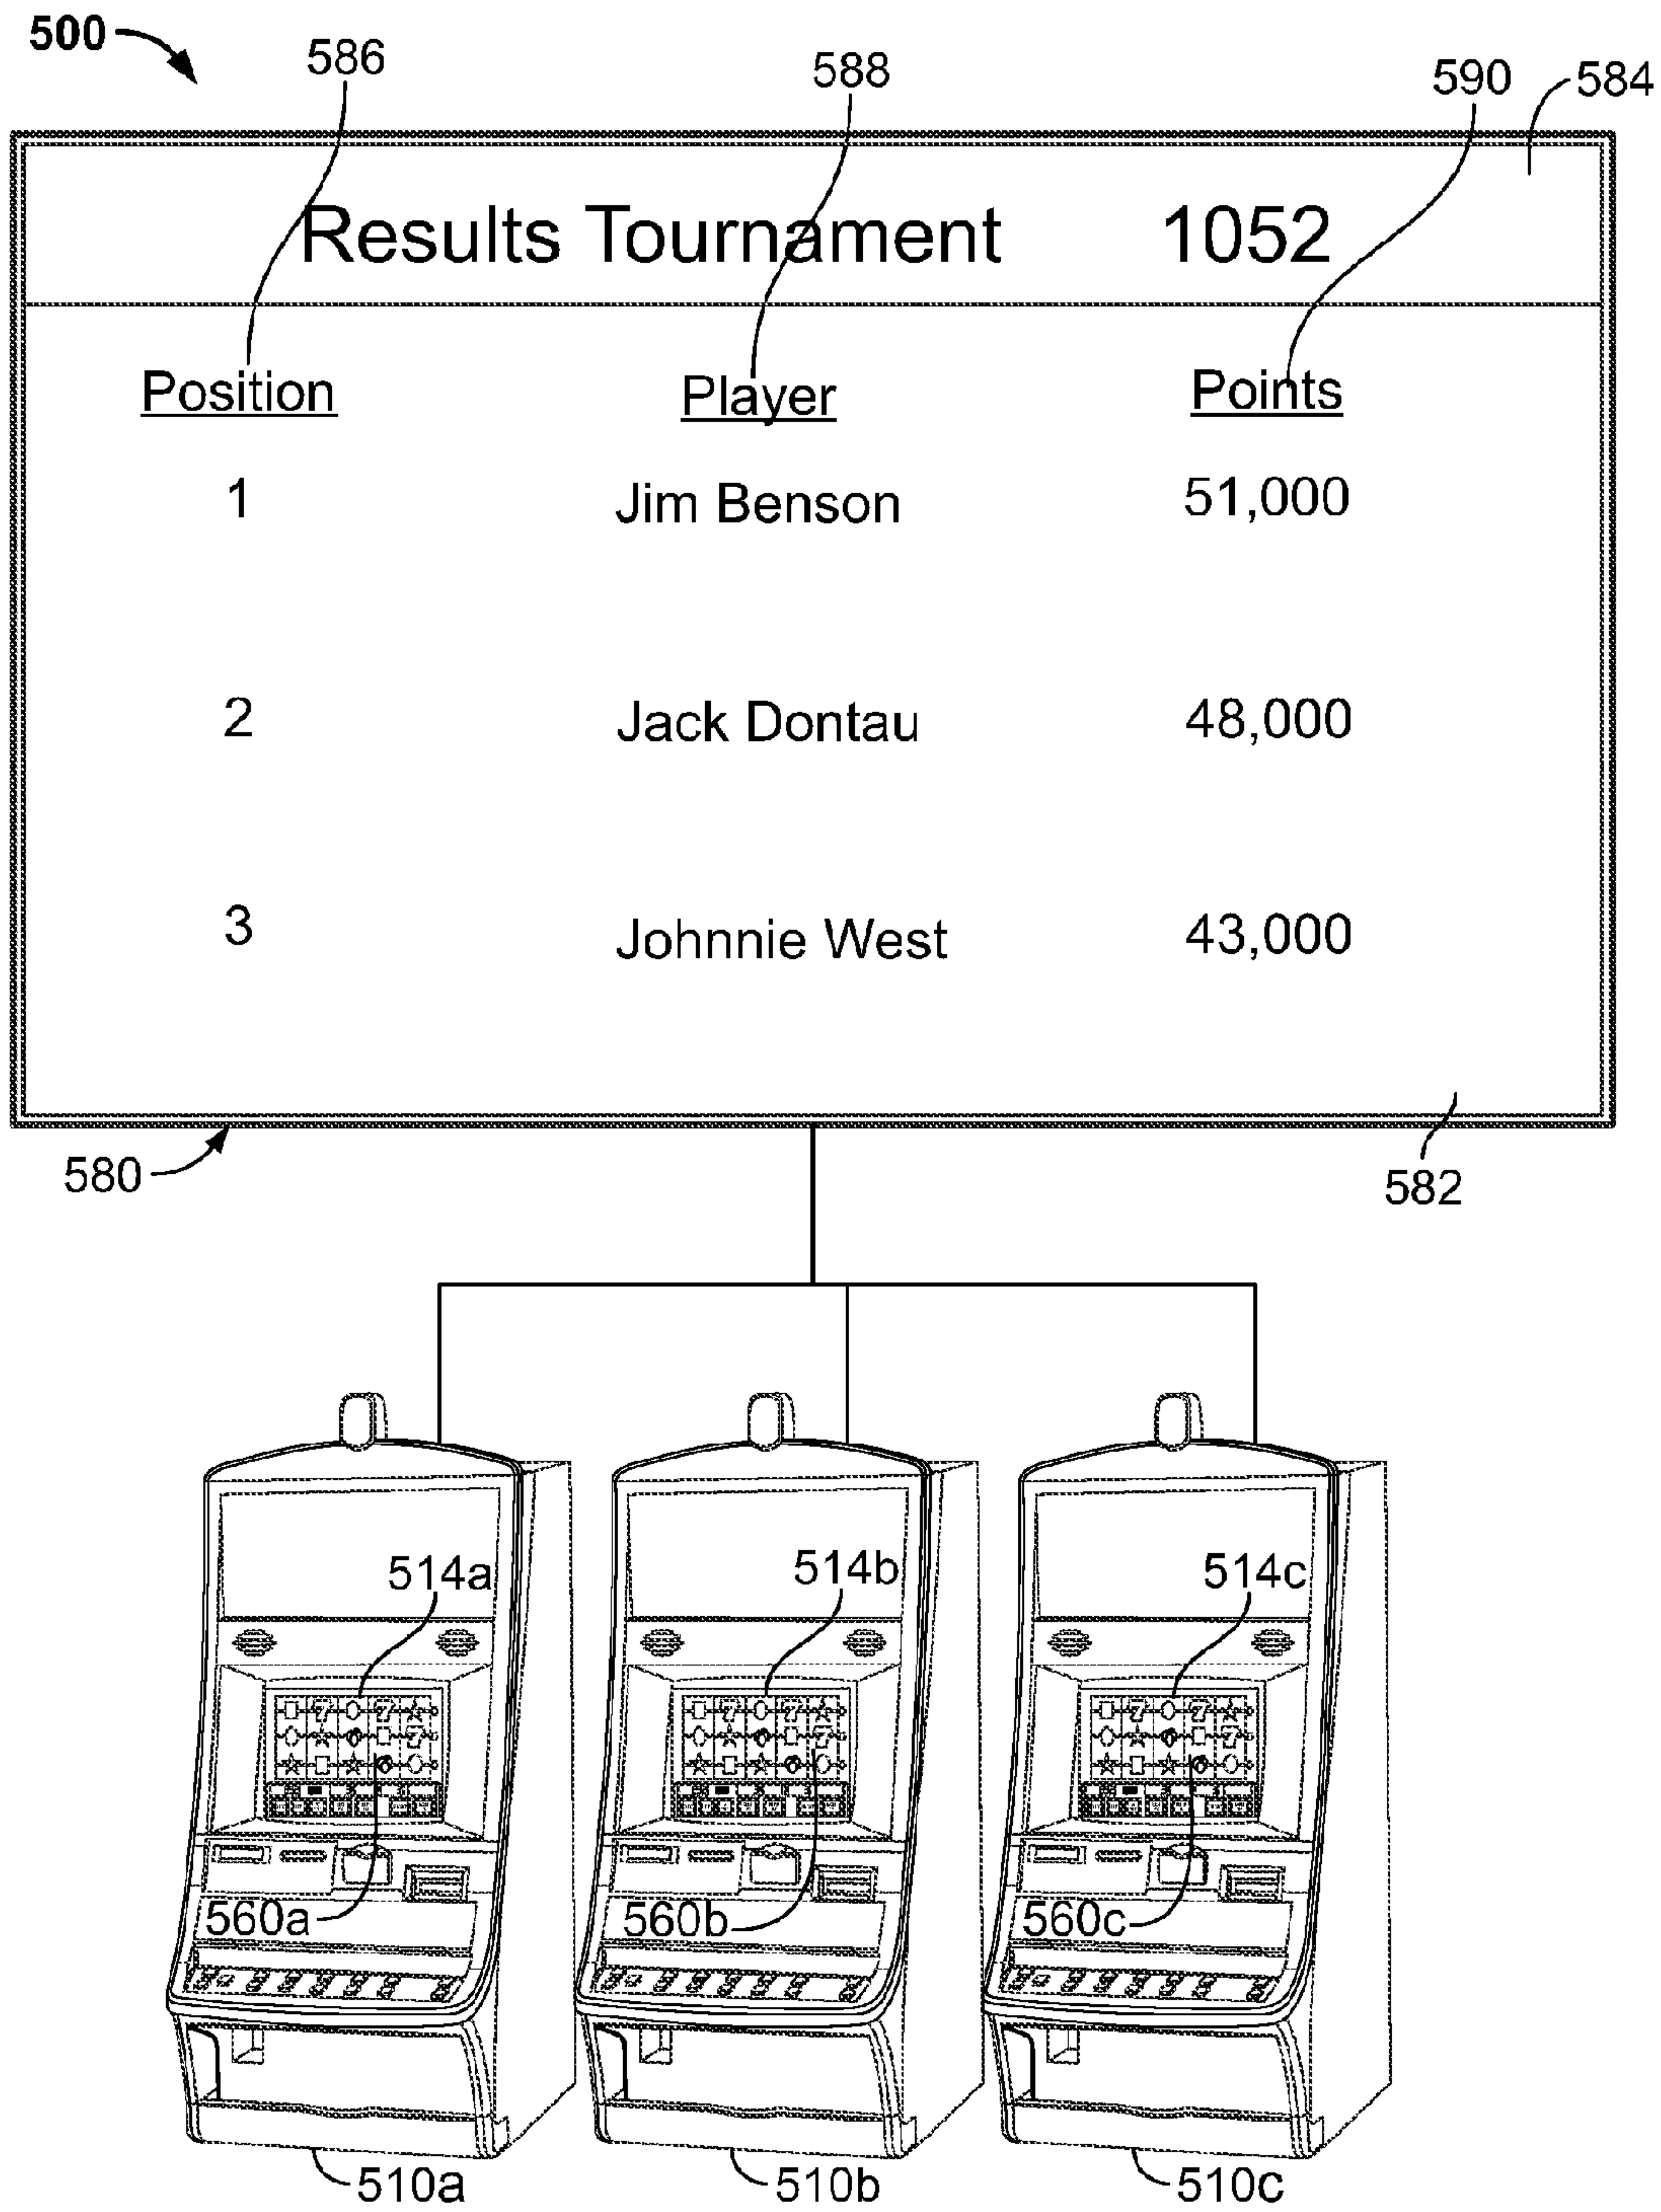 500
586
588
590
584
Results Tournament 1052
Position Player Points
1 Jim Benson 51,000
2 Jack Dontau 48,000
3 Johnnie West 43,000
580
582
514a 514b 514c
560a 560b 560c
510a 510b 510c